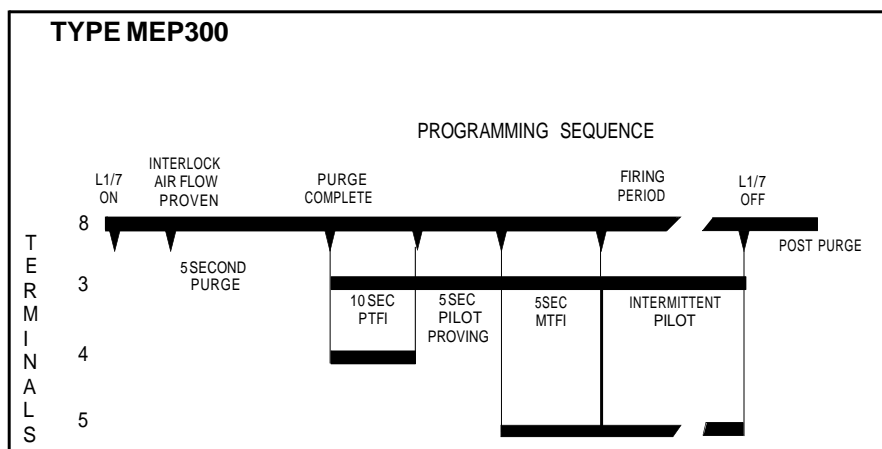 TYPE MEP300
PROGRAMMING SEQUENCE
L1/7
ON
INTERLOCK
AIR FLOW
PROVEN
PURGE
COMPLETE
FIRING
PERIOD
L1/7
OFF
8
POST PURGE
5 SECOND
PURGE
TERMINALS
3
10 SEC
PTFI
5 SEC
PILOT
PROVING
5SEC
MTFI
INTERMITTENT
PILOT
4
5